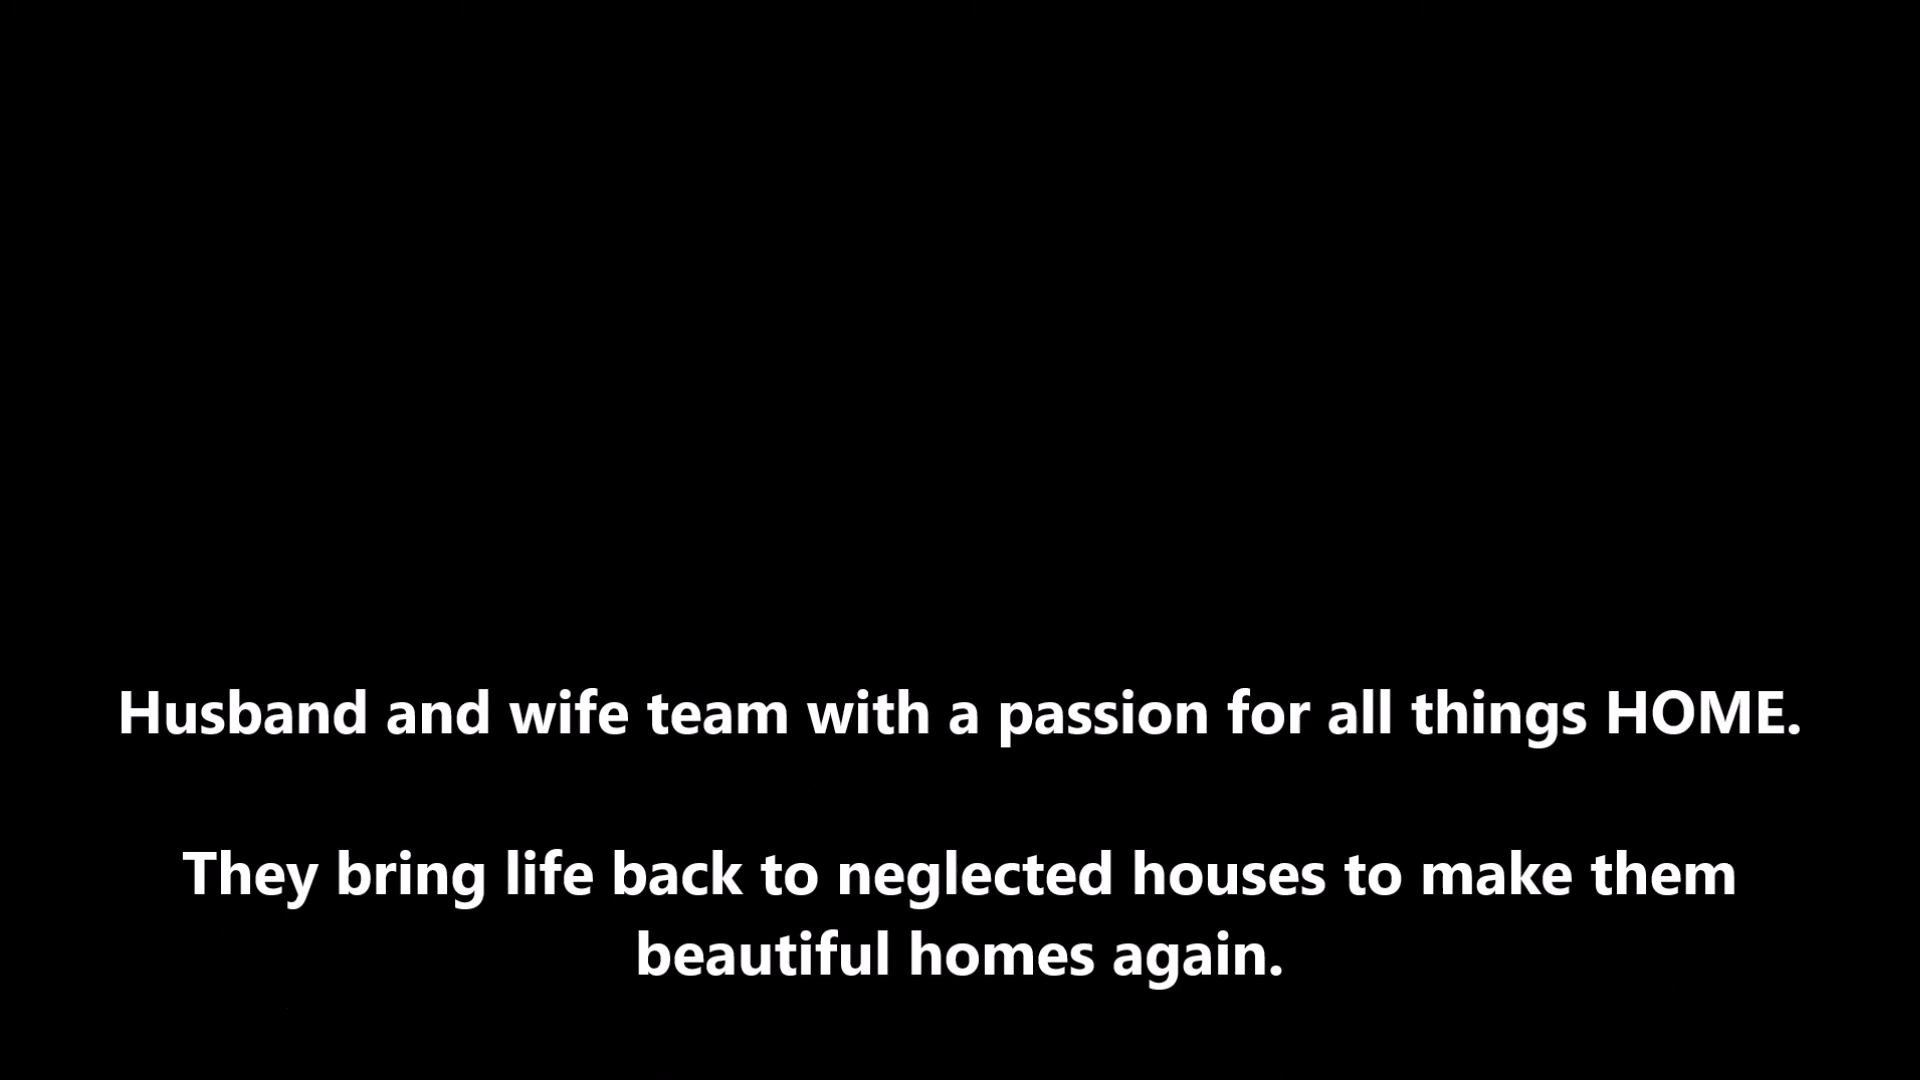 Husband and wife team with a passion for all things HOME.
They bring life back to neglected houses to make them
beautiful homes again.